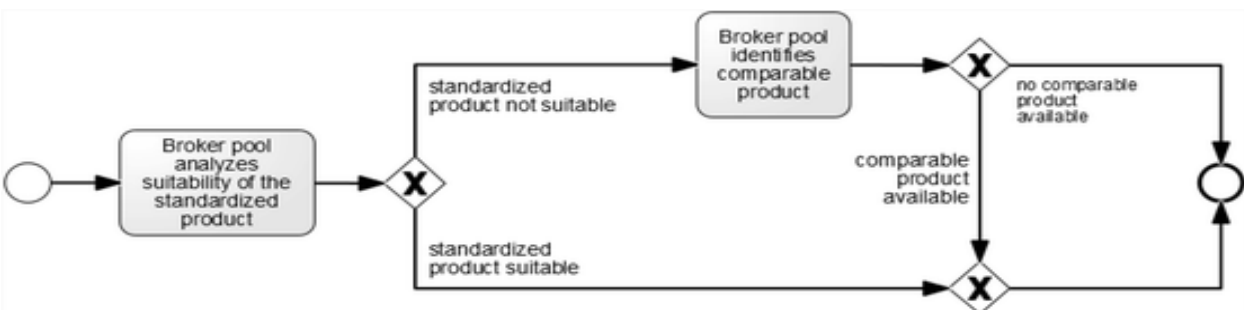 Broker pool
analyzes
suitability of the
standardized
product
standardized
product not suitable
standardized
product suitable
Broker pool
identifies
comparable
product
comparable
product
available
no comparable
product
available